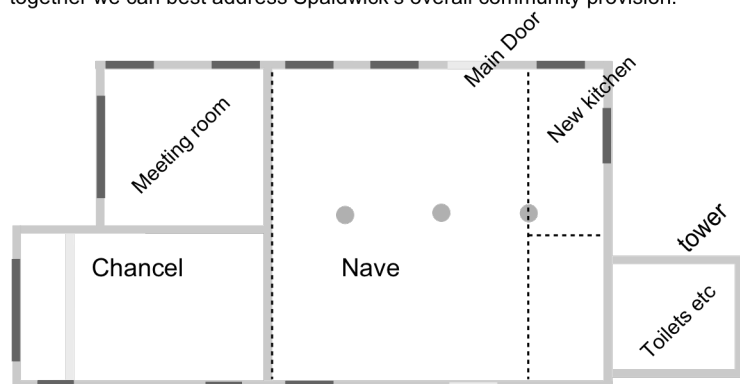 together we can best address Spaldwick's overall community provision.
Main Door
New kitchen
Meeting room
tower
Chancel
Nave
Toilets etc